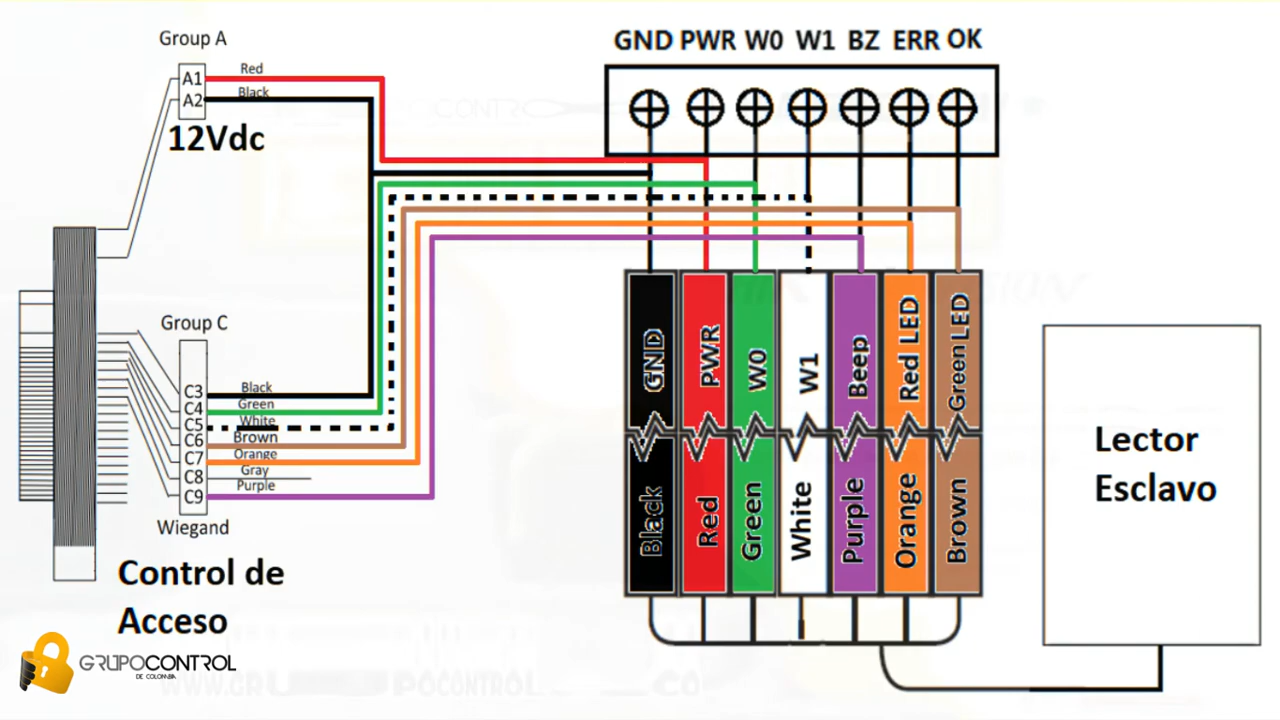 Group A
GND PWR W0 W1 BZ ERR OK
A1 Red
A2 Black
12Vdc
Group C
C3 Black
C4 Green
C5 White
C6 Brown
C7 Orange
C8 Gray
C9 Purple
Wiegand
GND PWR W0 W1 Beep Red LED Green LED
Black Red Green White Purple Orange Brown
Lector
Esclavo
Control de
Acceso
GRUPOCONTROL
DE COLOMBIA